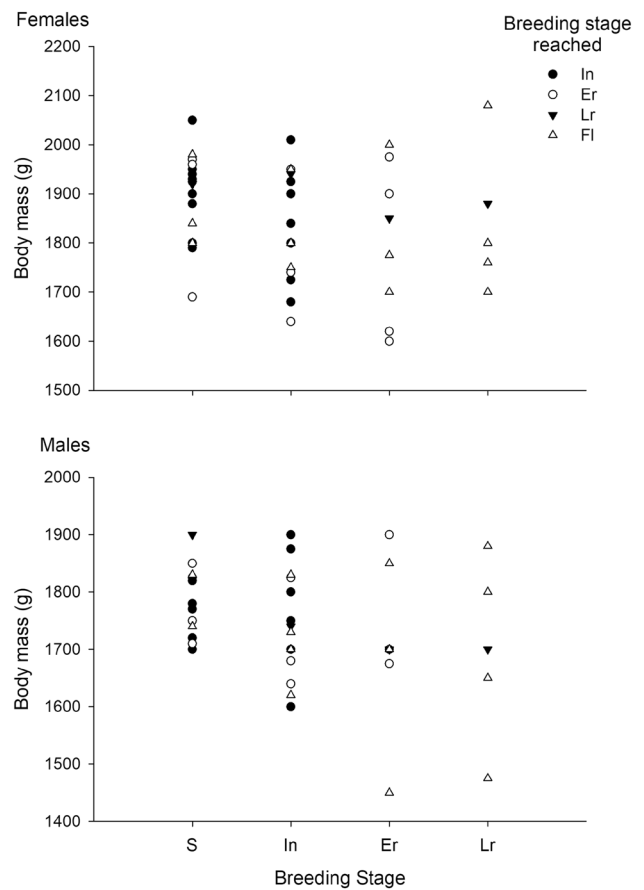 Females
Breeding stage
reached
In
Er
Lr
Fl
2200
2100
2000
1900
1800
1700
1600
1500
Body mass (g)
Males
2000
1900
1800
1700
1600
1500
1400
Body mass (g)
S In Er Lr
Breeding Stage